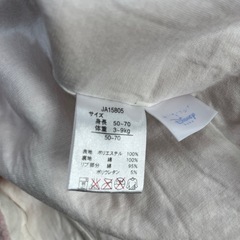 JA15805
サイズ
身長 50-70
体重 3-9kg
50-70
表地 ポリエステル 100%
裏地 綿 100%
リブ部分 綿 95%
ポリウレタン 5%
Disney